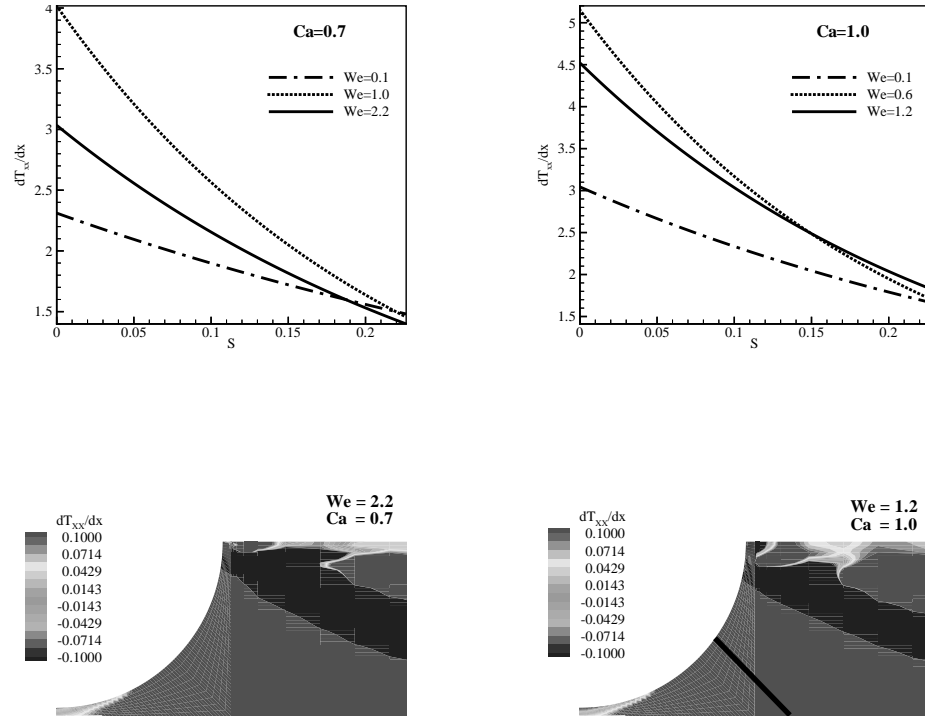 Ca=0.7
We=0.1
We=1.0
We=2.2
dT_xx/dx
4
3.5
3
2.5
2
1.5
0 0.05 0.1 0.15 0.2
S
Ca=1.0
We=0.1
We=0.6
We=1.2
dT_xx/dx
5
4.5
4
3.5
3
2.5
2
1.5
0 0.05 0.1 0.15 0.2
S
We = 2.2
Ca = 0.7
dT_xx/dx
0.1000
0.0714
0.0429
0.0143
-0.0143
-0.0429
-0.0714
-0.1000
We = 1.2
Ca = 1.0
dT_xx/dx
0.1000
0.0714
0.0429
0.0143
-0.0143
-0.0429
-0.0714
-0.1000